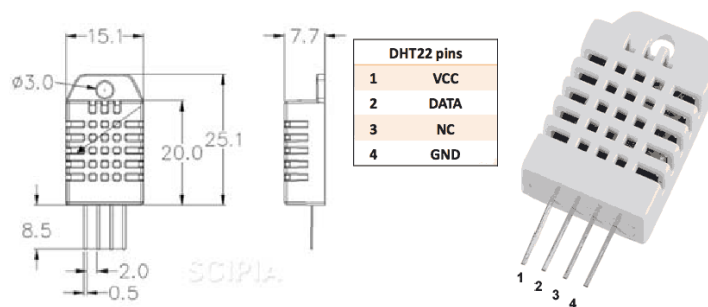 15.1
7.7
ø3.0
20.0
25.1
8.5
2.0
0.5
SCIPIA
DHT22 pins
1 VCC
2 DATA
3 NC
4 GND
1
2
3
4